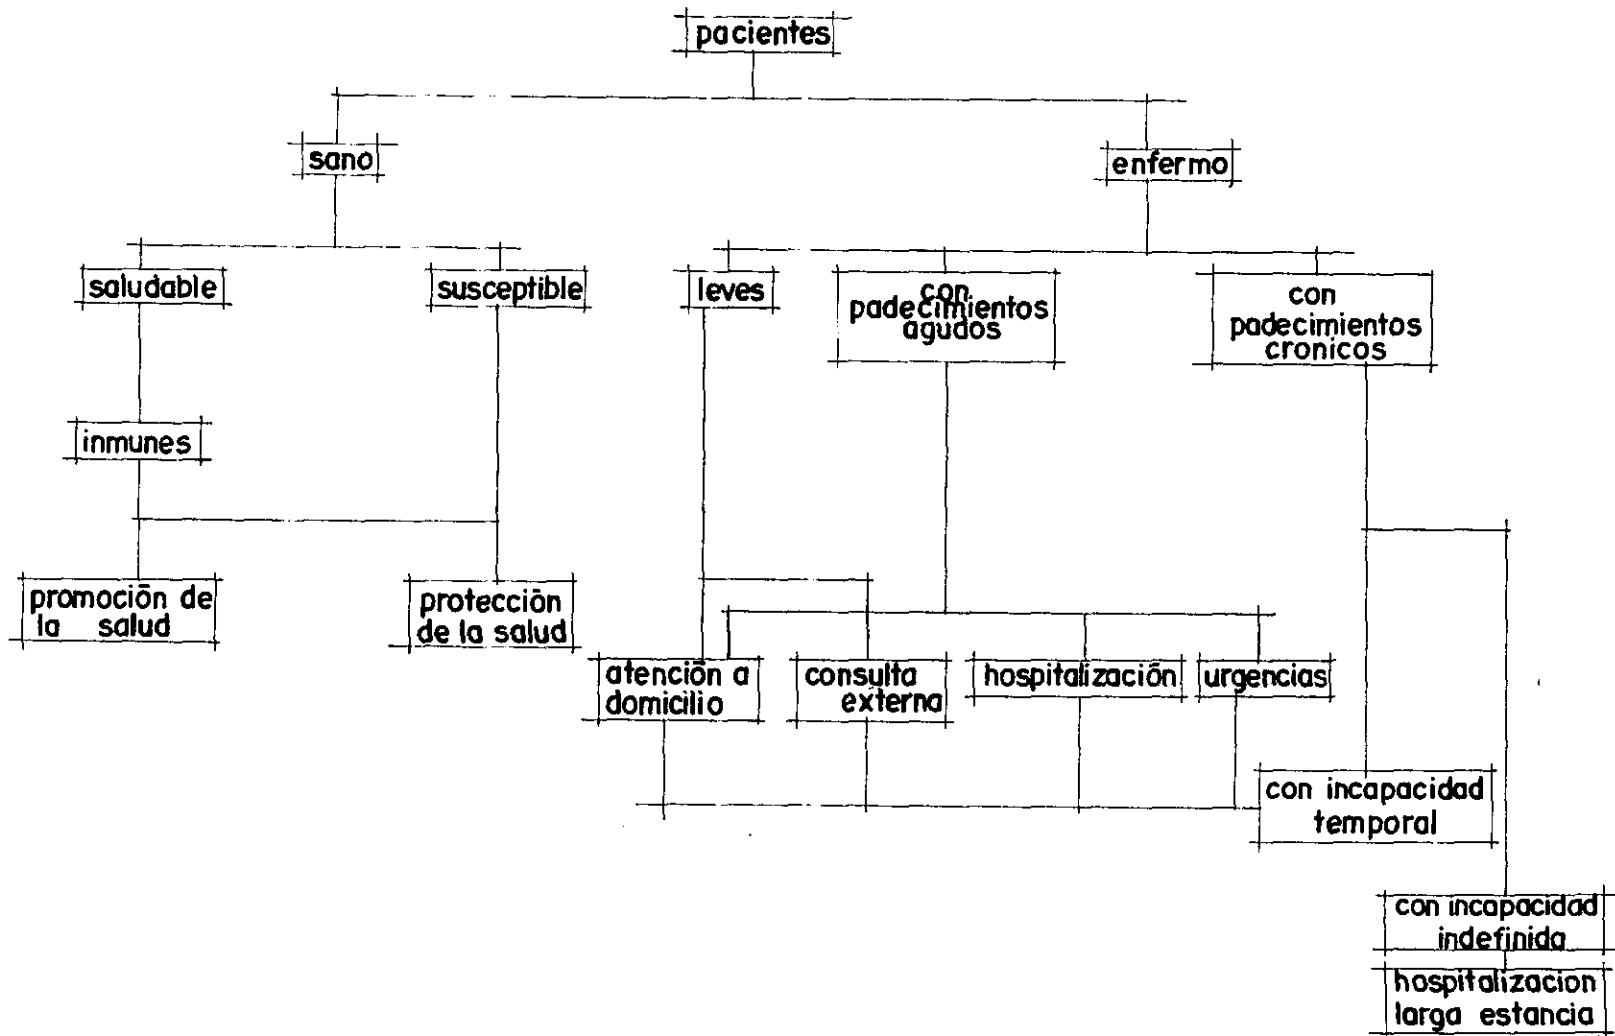 pacientes
sano
enfermo
saludable
susceptible
leves
con
padecimientos
agudos
con
padecimientos
cronicos
inmunes
promoción de
la salud
protección
de la salud
atención a
domicilio
consulta
externa
hospitalización
urgencias
con incapacidad
temporal
con incapacidad
indefinida
hospitalizacion
larga estancia